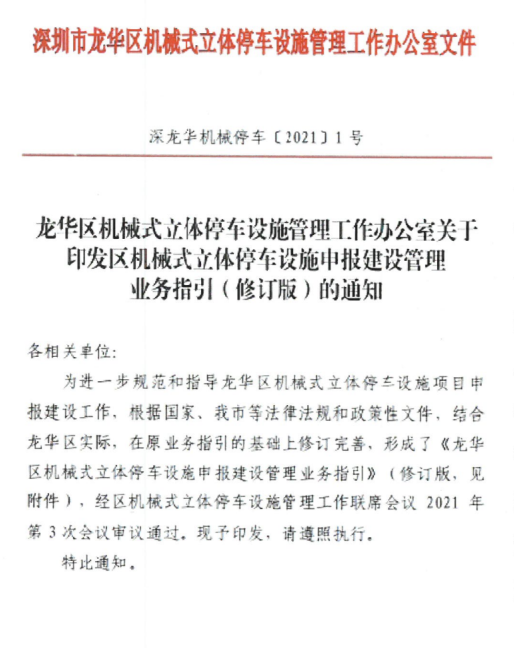 深圳市龙华区机械式立体停车设施管理工作办公室文件
深龙华机械停车〔2021〕1 号
龙华区机械式立体停车设施管理工作办公室关于
印发区机械式立体停车设施申报建设管理
业务指引（修订版）的通知
各相关单位：
为进一步规范和指导龙华区机械式立体停车设施项目申
报建设工作，根据国家、我市等法律法规和政策性文件，结合
龙华区实际，在原业务指引的基础上修订完善，形成了《龙华
区机械式立体停车设施申报建设管理业务指引》（修订版，见
附件），经区机械式立体停车设施管理工作联席会议 2021 年
第 3 次会议审议通过。现予印发，请遵照执行。
特此通知。